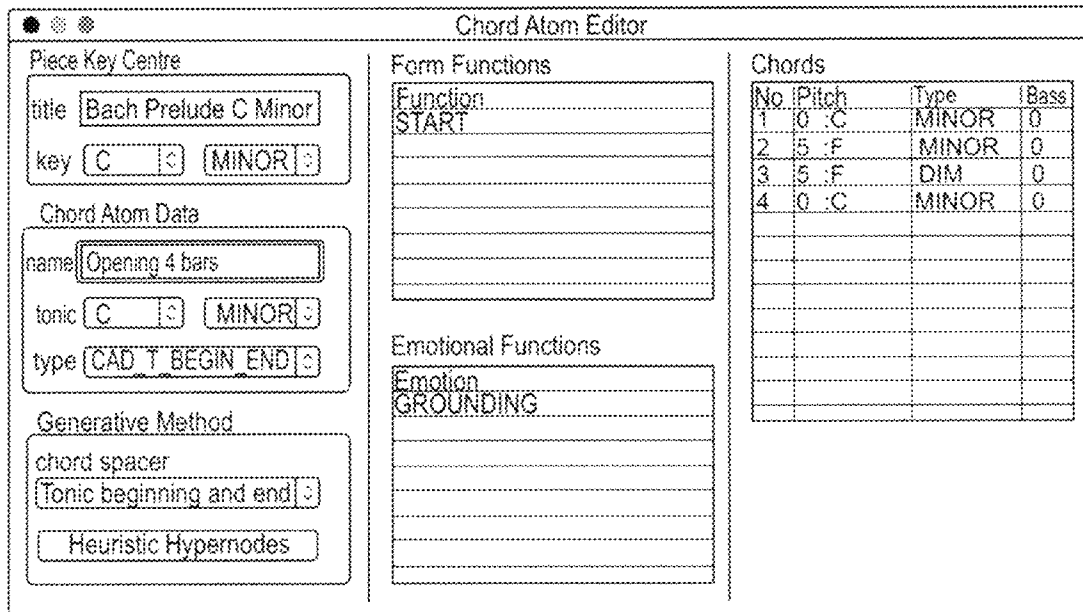 Chord Atom Editor
Piece Key Centre
title Bach Prelude C Minor
key C MINOR
Chord Atom Data
name Opening 4 bars
tonic C MINOR
type CAD_T_BEGIN_END
Generative Method
chord spacer
Tonic beginning and end
Heuristic Hypernodes
Form Functions
Function
START
Emotional Functions
Emotion
GROUNDING
Chords
No Pitch Type Bass
1 0 :C MINOR 0
2 5 :F MINOR 0
3 5 :F DIM 0
4 0 :C MINOR 0